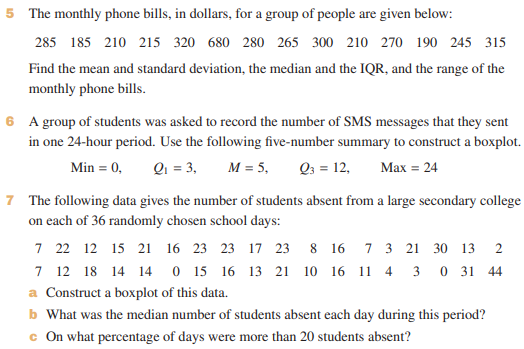 5 The monthly phone bills, in dollars, for a group of people are given below:
285 185 210 215 320 680 280 265 300 210 270 190 245 315
Find the mean and standard deviation, the median and the IQR, and the range of the
monthly phone bills.
6 A group of students was asked to record the number of SMS messages that they sent
in one 24-hour period. Use the following five-number summary to construct a boxplot.
Min = 0, Q₁ = 3, M = 5, Q₃ = 12, Max = 24
7 The following data gives the number of students absent from a large secondary college
on each of 36 randomly chosen school days:
7 22 12 15 21 16 23 23 17 23 8 16 7 3 21 30 13 2
7 12 18 14 14 0 15 16 13 21 10 16 11 4 3 0 31 44
a Construct a boxplot of this data.
b What was the median number of students absent each day during this period?
c On what percentage of days were more than 20 students absent?